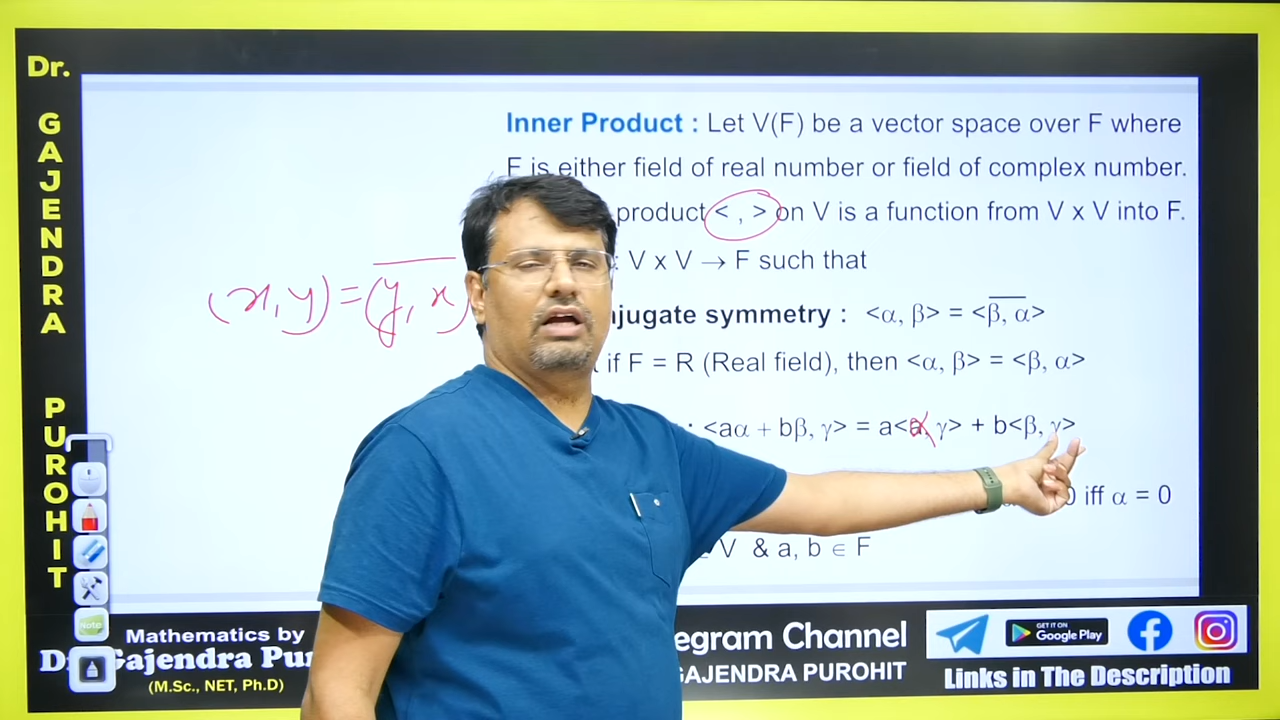 Dr.
GAJENDRA
PUROHIT
Inner Product : Let V(F) be a vector space over F where
F is either field of real number or field of complex number.
product < , > on V is a function from V x V into F.
: V x V → F such that
(x, y) = (y̅,̅ ̅x̅)
njugate symmetry : <α, β> = <β̅,̅ ̅α̅>
if F = R (Real field), then <α, β> = <β, α>
: <aα + bβ, γ> = a<α, γ> + b<β, γ>
0 iff α = 0
V & a, b ∈ F
Note
Mathematics by
Dr. Gajendra Pur
(M.Sc., NET, Ph.D)
egram Channel
GAJENDRA PUROHIT
GET IT ON
Google Play
Links in The Description